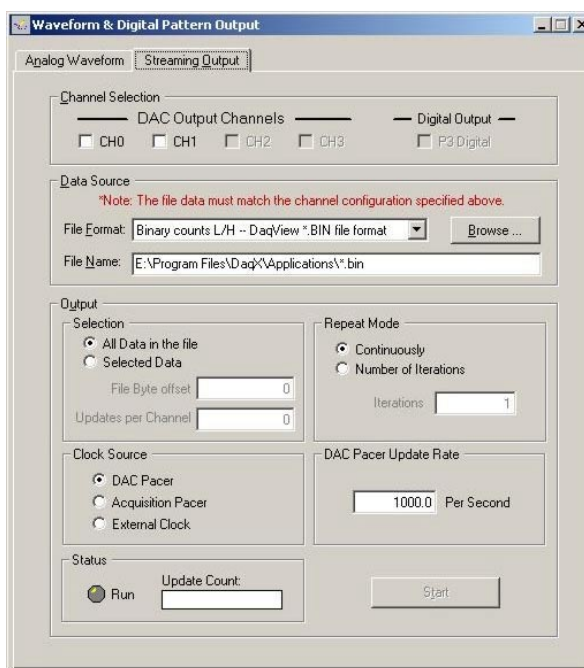 Waveform & Digital Pattern Output
Analog Waveform Streaming Output
Channel Selection
DAC Output Channels Digital Output
CH0 CH1 CH2 CH3 P3 Digital
Data Source
*Note: The file data must match the channel configuration specified above.
File Format: Binary counts L/H -- DaqView *.BIN file format Browse ...
File Name: E:\Program Files\DaqX\Applications\*.bin
Output
Selection
All Data in the file
Selected Data
File Byte offset 0
Updates per Channel 0
Repeat Mode
Continuously
Number of Iterations
Iterations 1
Clock Source
DAC Pacer
Acquisition Pacer
External Clock
DAC Pacer Update Rate
1000.0 Per Second
Status
Run Update Count:
Start